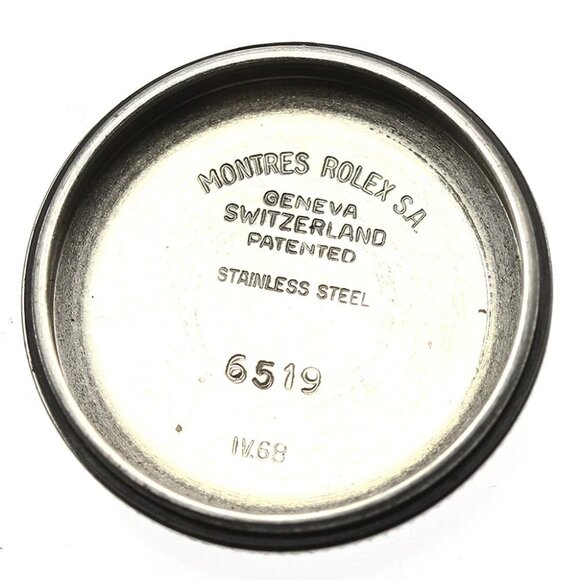 MONTRES ROLEX S.A.
GENEVA
SWITZERLAND
PATENTED
STAINLESS STEEL
6519
IV.68